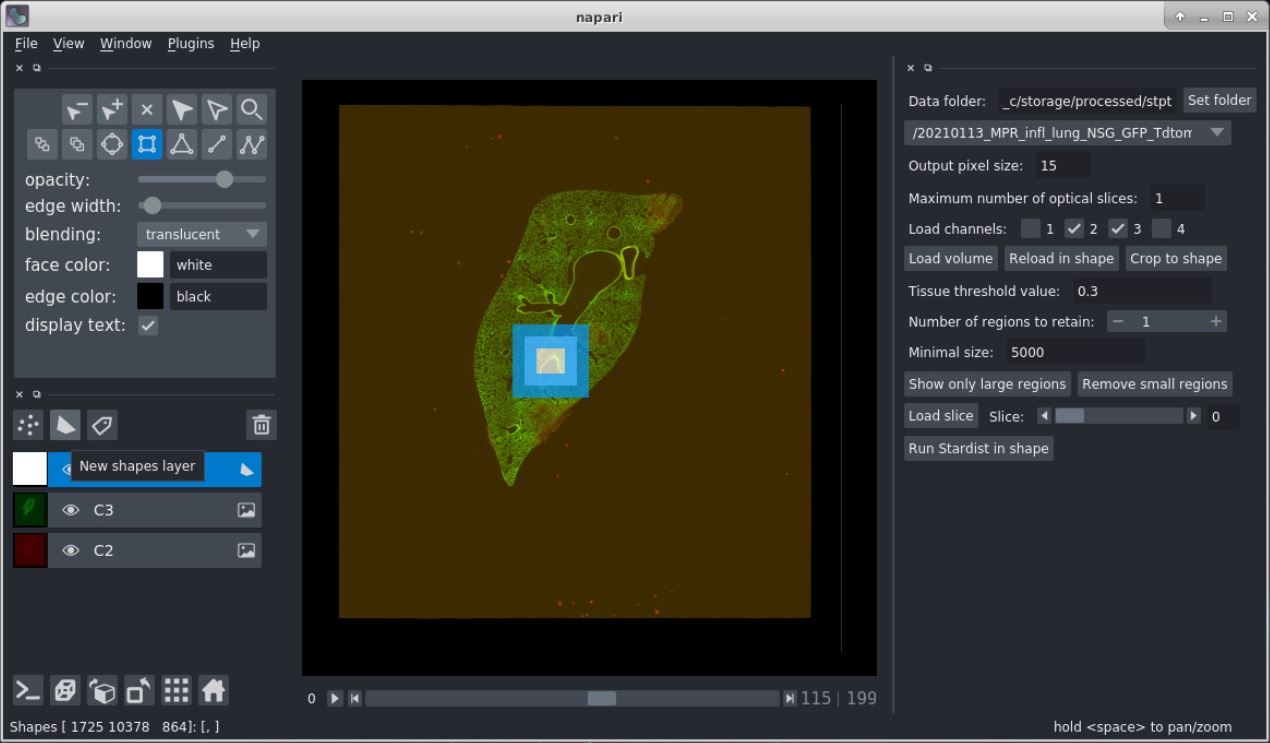 napari
File View Window Plugins Help
opacity:
edge width:
blending: translucent
face color: white
edge color: black
display text:
New shapes layer
C3
C2
0 115 199
Shapes [ 1725 10378 864]: [, ]
hold <space> to pan/zoom
Data folder: _c/storage/processed/stpt Set folder
/20210113_MPR_infl_lung_NSG_GFP_Tdtom
Output pixel size: 15
Maximum number of optical slices: 1
Load channels: 1 2 3 4
Load volume Reload in shape Crop to shape
Tissue threshold value: 0.3
Number of regions to retain: 1
Minimal size: 5000
Show only large regions Remove small regions
Load slice Slice: 0
Run Stardist in shape